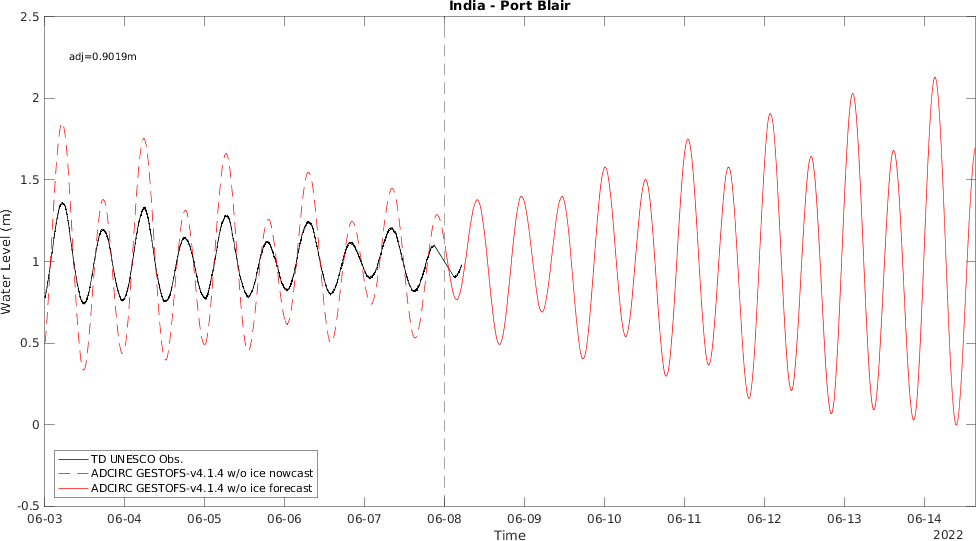 India - Port Blair
2.5
adj=0.9019m
2
1.5
1
0.5
0
-0.5
Water Level (m)
TD UNESCO Obs.
ADCIRC GESTOFS-v4.1.4 w/o ice nowcast
ADCIRC GESTOFS-v4.1.4 w/o ice forecast
06-03 06-04 06-05 06-06 06-07 06-08 06-09 06-10 06-11 06-12 06-13 06-14
Time
2022